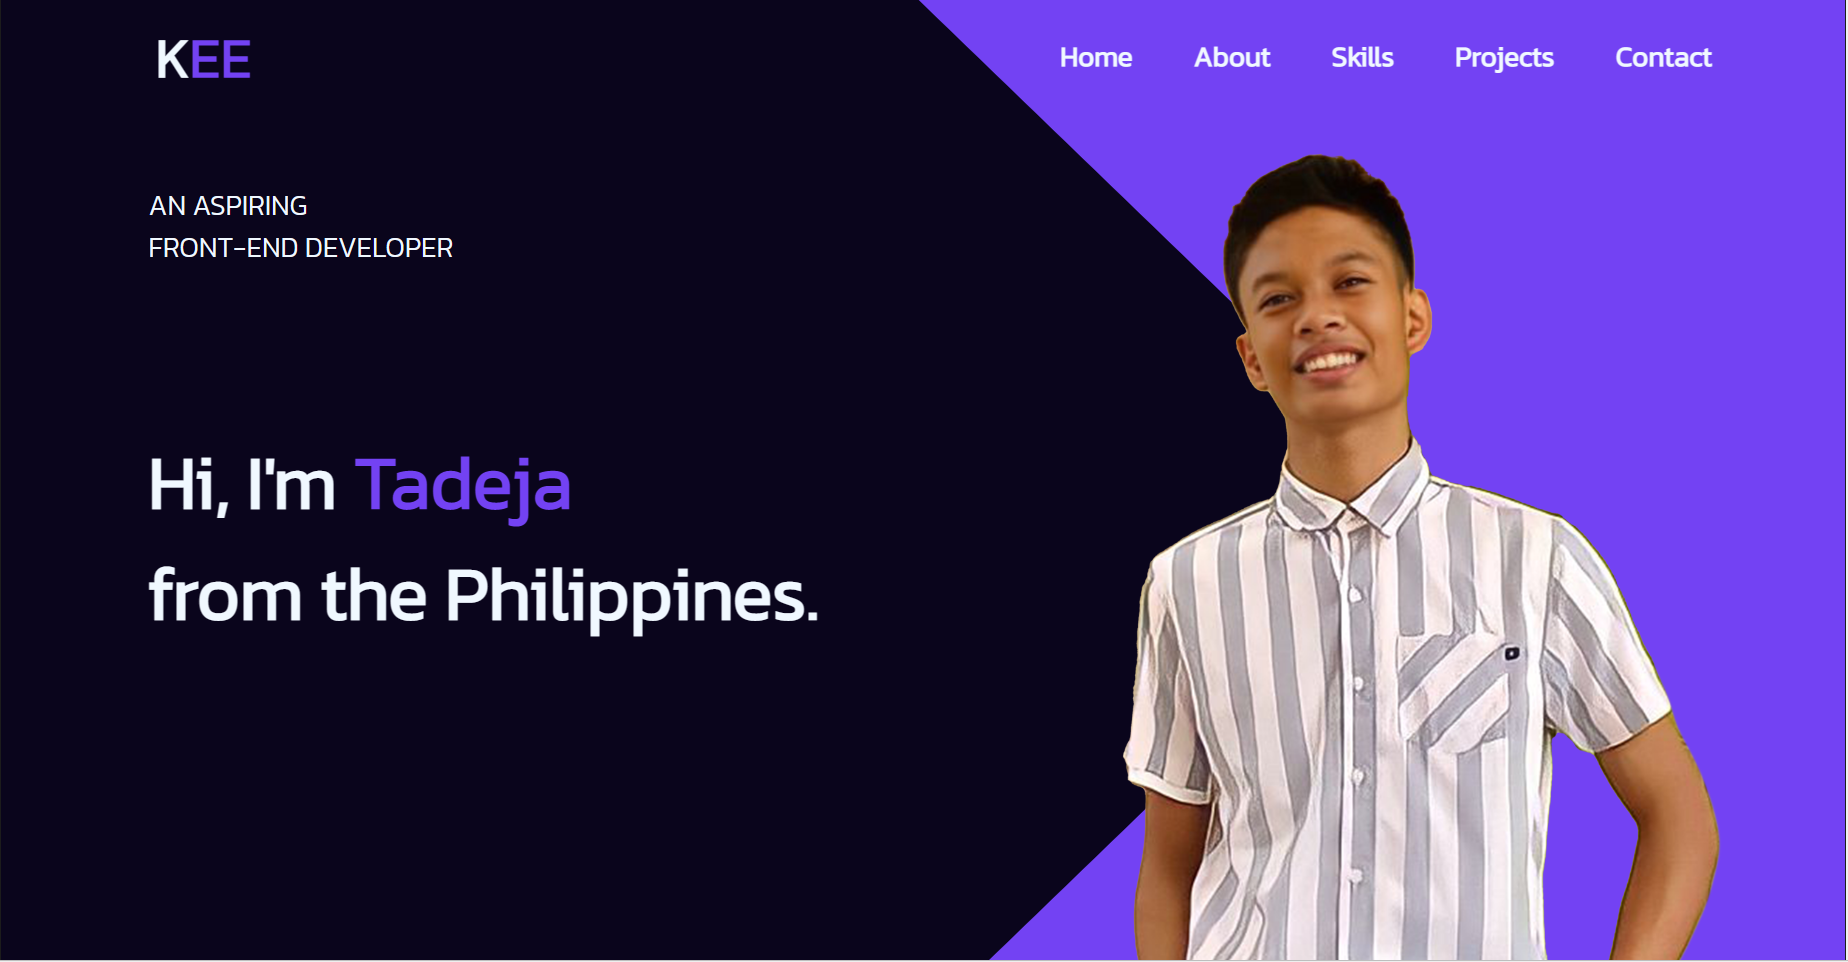 KEE
Home About Skills Projects Contact
AN ASPIRING
FRONT-END DEVELOPER
Hi, I'm Tadeja
from the Philippines.